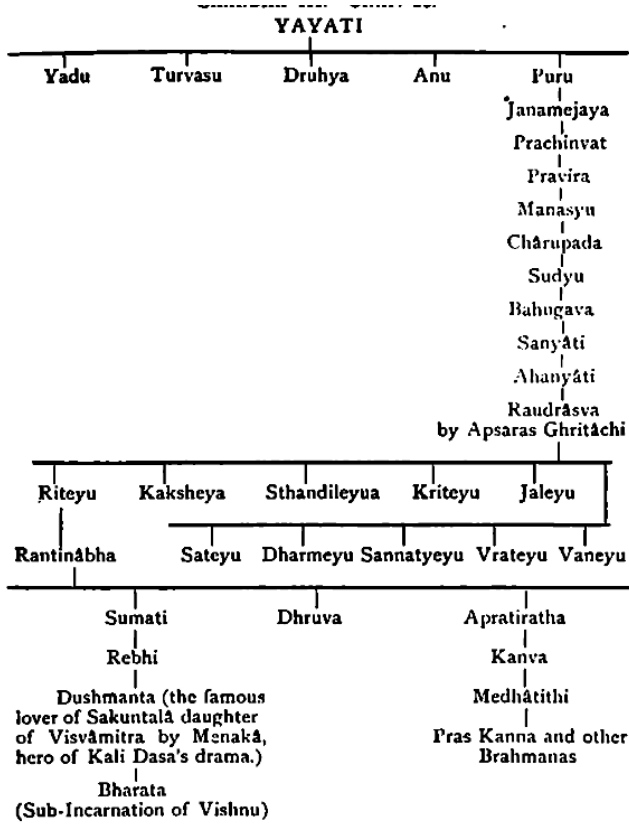 YAYATI
Yadu Turvasu Druhya Anu Puru
Janamejaya
Prachinvat
Pravira
Manasyu
Chârupada
Sudyu
Bahugava
Sanyâti
Ahanyâti
Raudrâsva
by Apsaras Ghritâchi
Riteyu Kaksheya Sthandileyua Kriteyu Jaleyu
Rantinâbha Sateyu Dharmeyu Sannatyeyu Vrateyu Vaneyu
Sumati Dhruva Apratiratha
Rebhi Kanva
Dushmanta (the famous Medhâtithi
lover of Sakuntalâ daughter
of Visvâmitra by Menakâ, Pras Kanna and other
hero of Kali Dasa's drama.) Brahmanas
Bharata
(Sub-Incarnation of Vishnu)